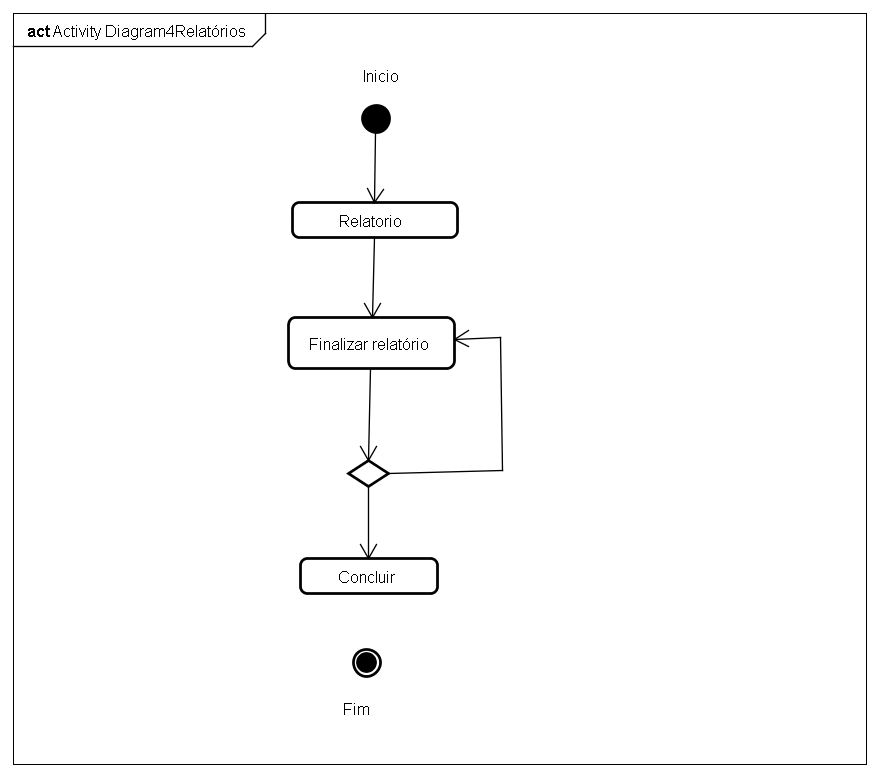 act Activity Diagram4Relatórios
Inicio
Relatorio
Finalizar relatório
Concluir
Fim